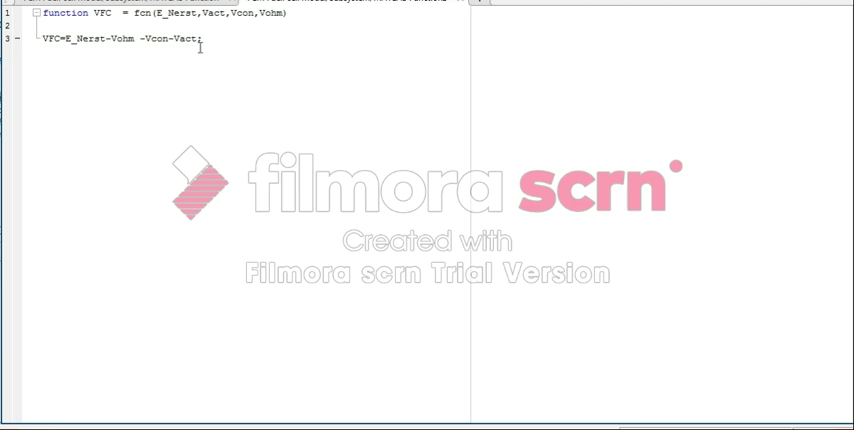 1 function VFC = fcn(E_Nerst,Vact,Vcon,Vohm)
2
3 VFC=E_Nerst-Vohm -Vcon-Vact;
filmora scrn
Created with
Filmora scrn Trial Version